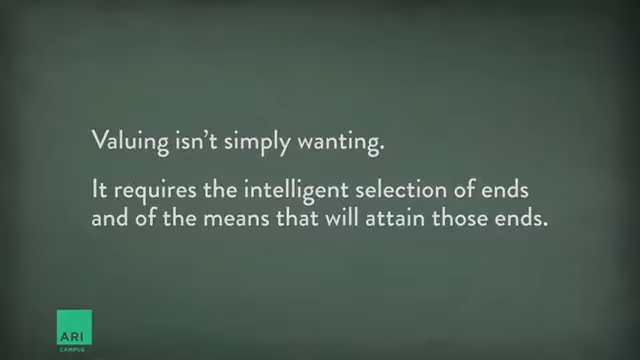 Valuing isn't simply wanting.
It requires the intelligent selection of ends
and of the means that will attain those ends.
ARI
CAMPUS